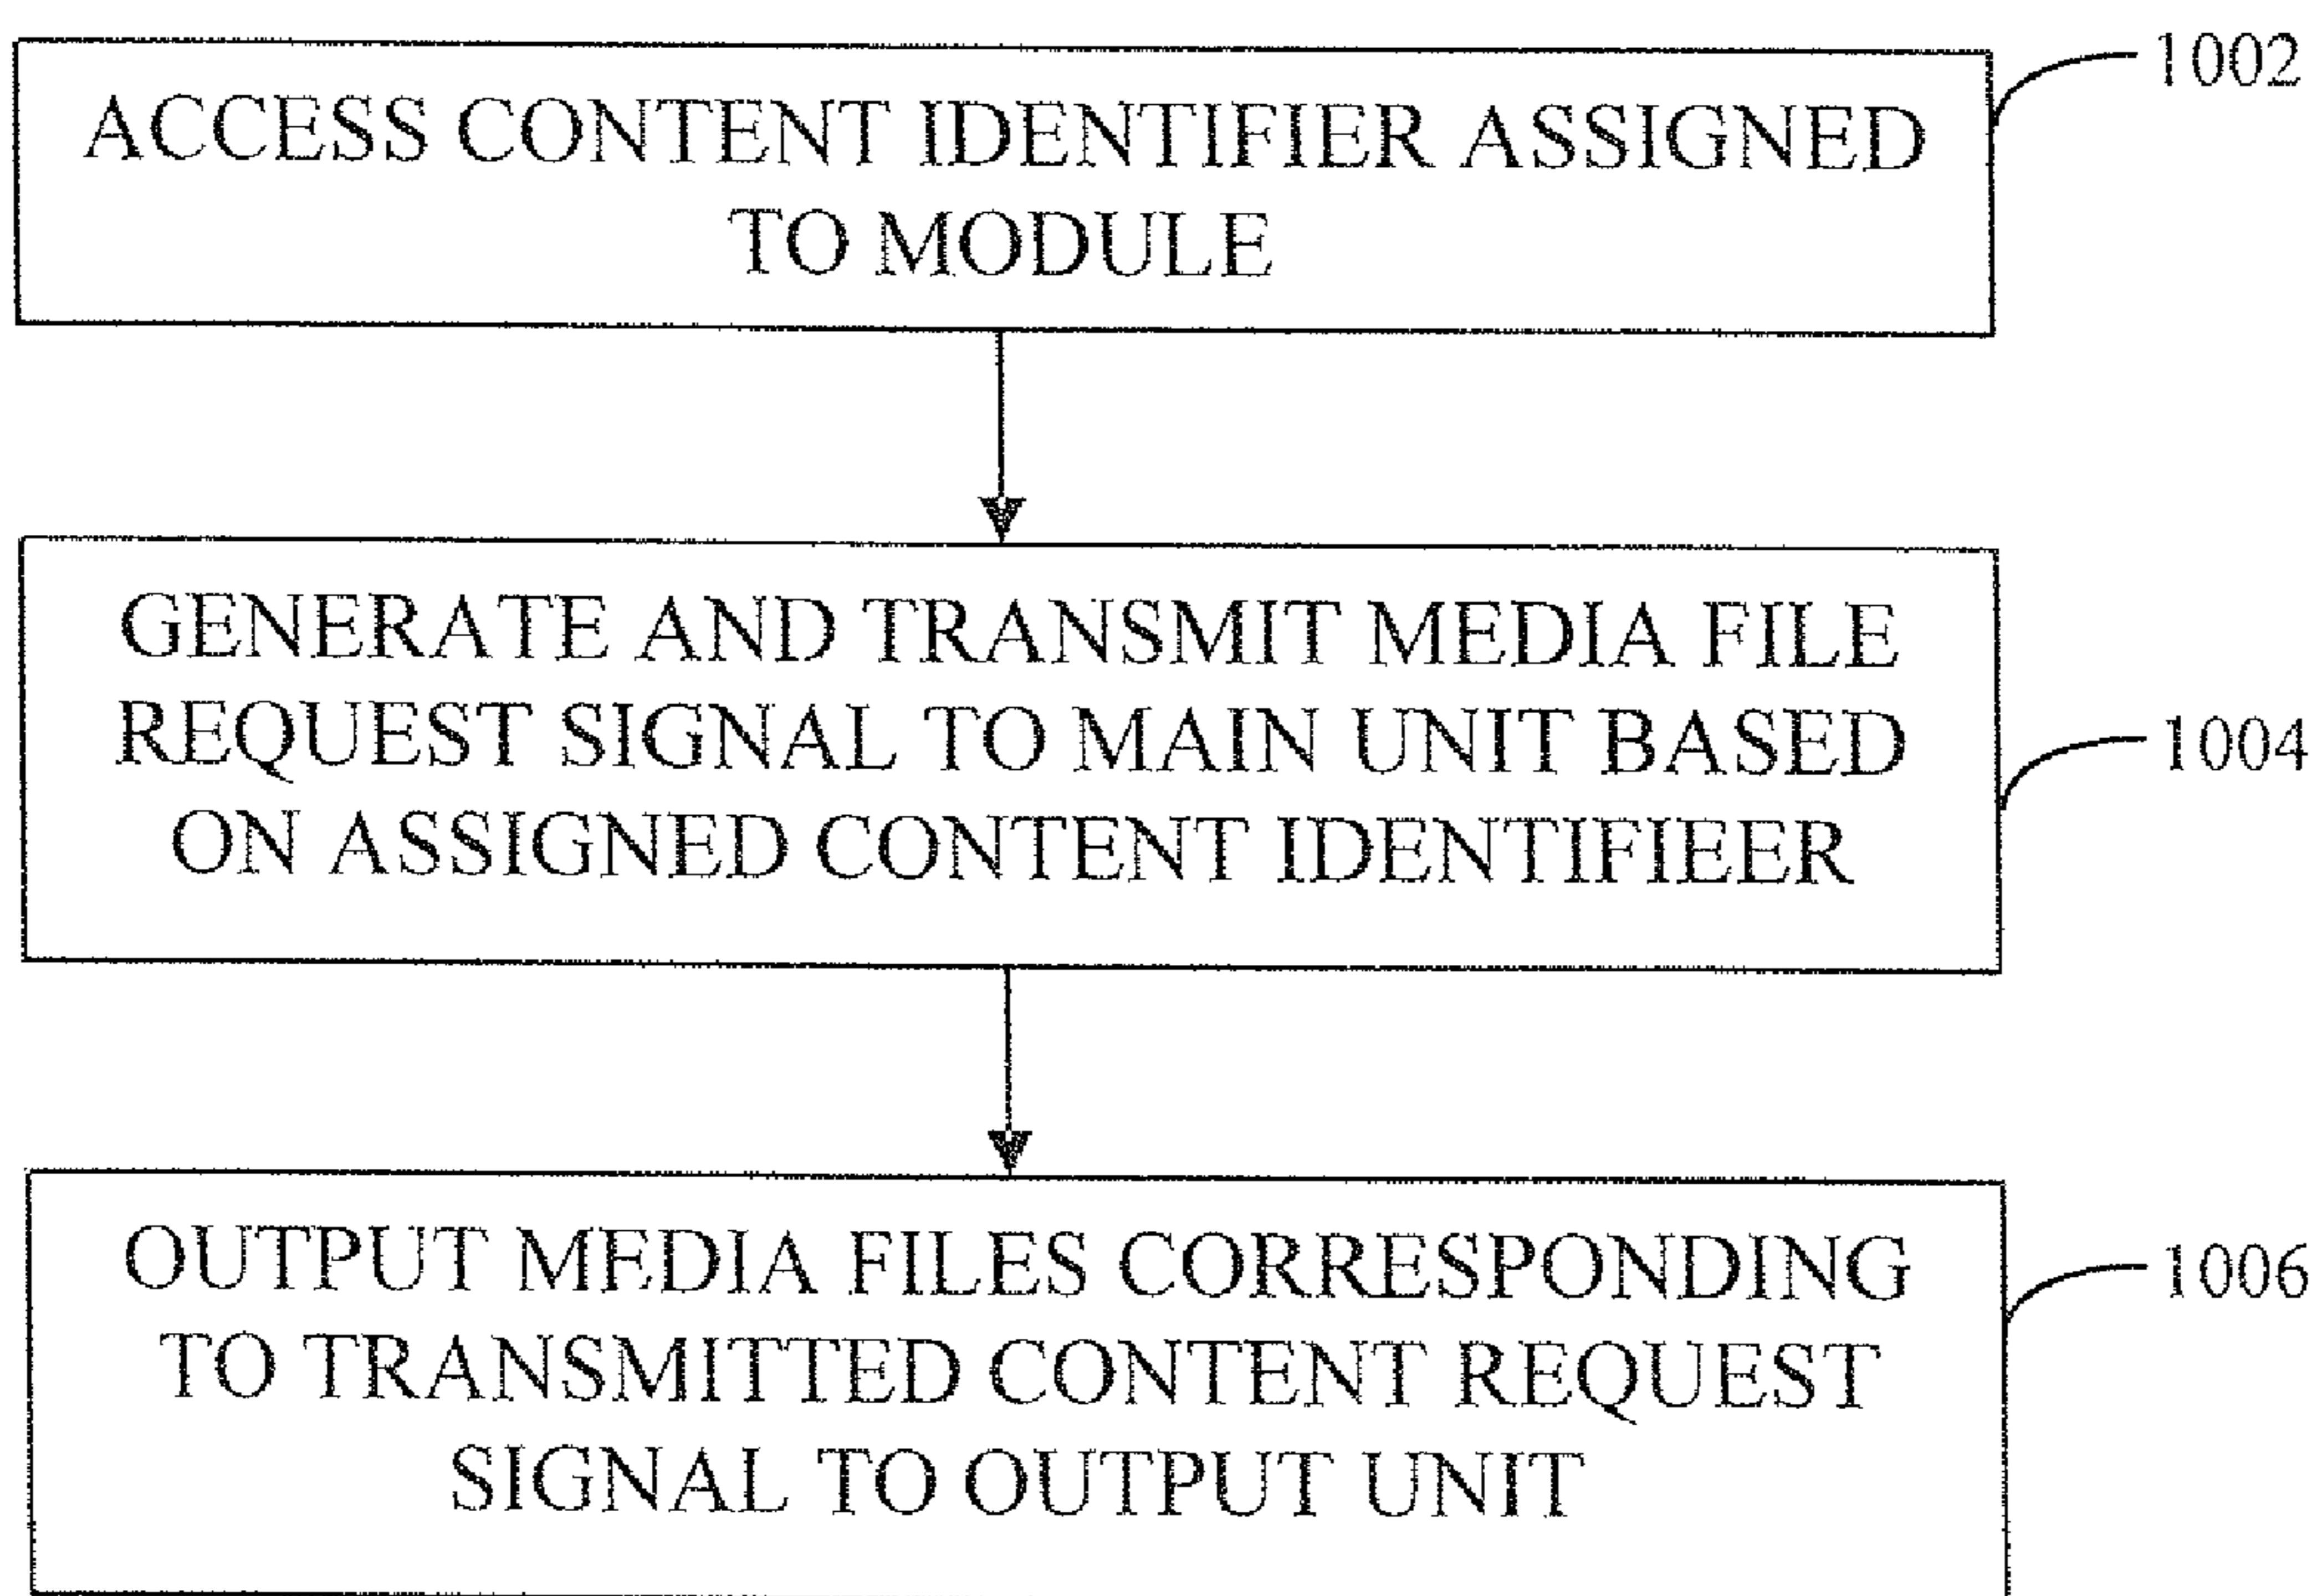 1002
ACCESS CONTENT IDENTIFIER ASSIGNED
TO MODULE
GENERATE AND TRANSMIT MEDIA FILE
REQUEST SIGNAL TO MAIN UNIT BASED
ON ASSIGNED CONTENT IDENTIFIEER
1004
OUTPUT MEDIA FILES CORRESPONDING
TO TRANSMITTED CONTENT REQUEST
SIGNAL TO OUTPUT UNIT
1006